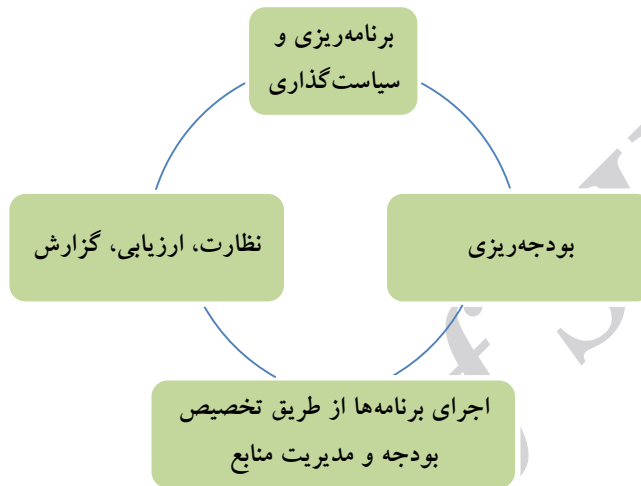 برنامه‌ریزی و
سیاست‌گذاری
بودجه‌ریزی
نظارت، ارزیابی، گزارش
اجرای برنامه‌ها از طریق تخصیص
بودجه و مدیریت منابع